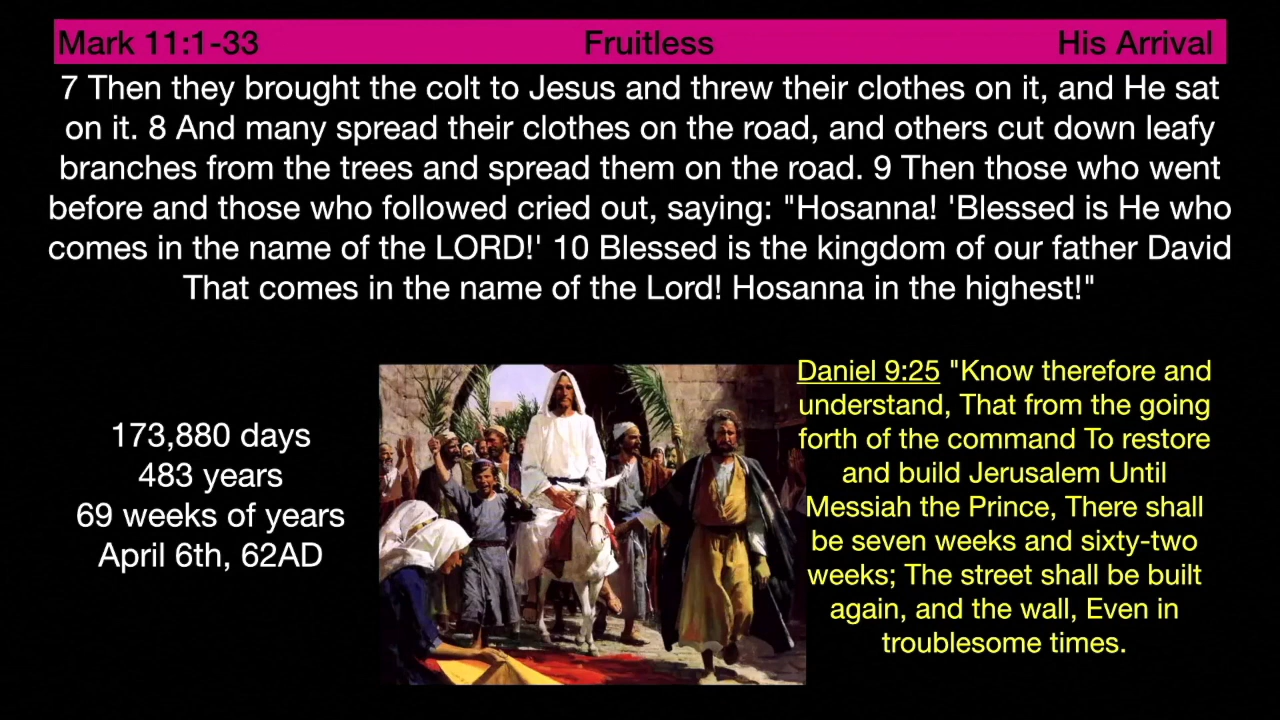 Mark 11:1-33 Fruitless His Arrival
7 Then they brought the colt to Jesus and threw their clothes on it, and He sat
on it. 8 And many spread their clothes on the road, and others cut down leafy
branches from the trees and spread them on the road. 9 Then those who went
before and those who followed cried out, saying: "Hosanna! 'Blessed is He who
comes in the name of the LORD!' 10 Blessed is the kingdom of our father David
That comes in the name of the Lord! Hosanna in the highest!"
173,880 days
483 years
69 weeks of years
April 6th, 62AD
Daniel 9:25 "Know therefore and
understand, That from the going
forth of the command To restore
and build Jerusalem Until
Messiah the Prince, There shall
be seven weeks and sixty-two
weeks; The street shall be built
again, and the wall, Even in
troublesome times.